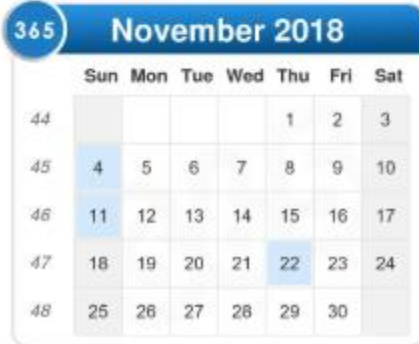 365 November 2018
Sun Mon Tue Wed Thu Fri Sat
44 1 2 3
45 4 5 6 7 8 9 10
46 11 12 13 14 15 16 17
47 18 19 20 21 22 23 24
48 25 26 27 28 29 30